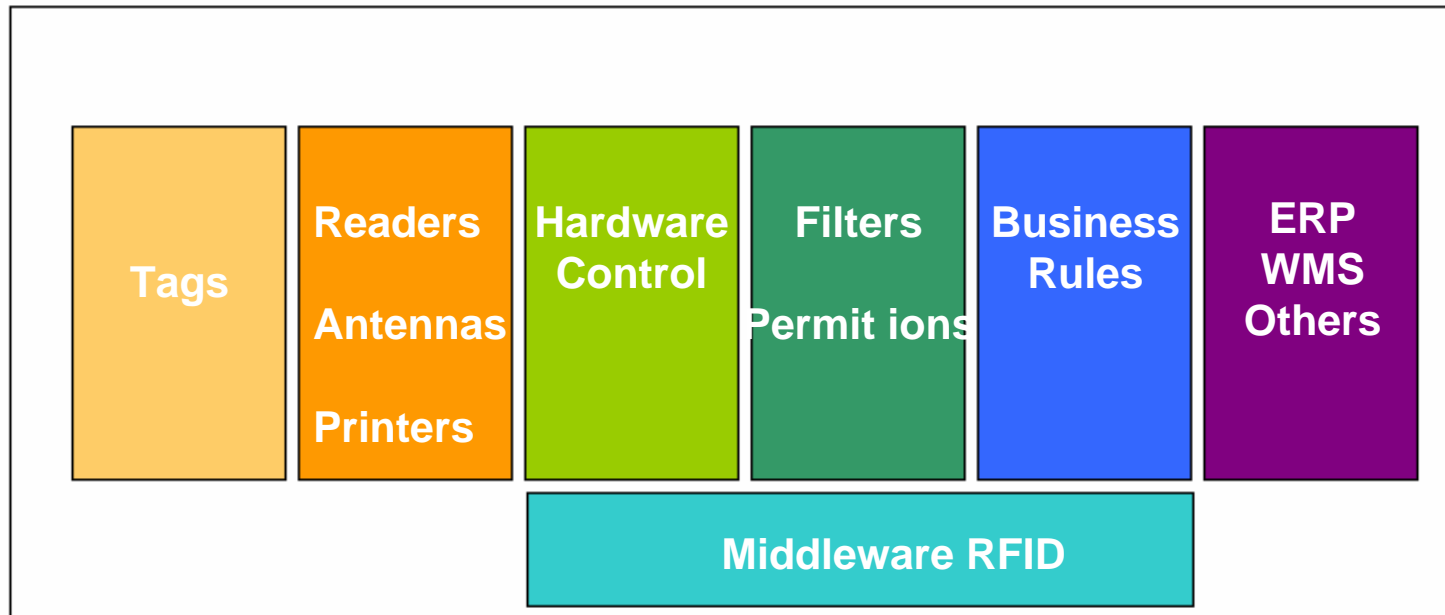 Tags
Readers
Antennas
Printers
Hardware
Control
Filters
Permit ions
Business
Rules
ERP
WMS
Others
Middleware RFID